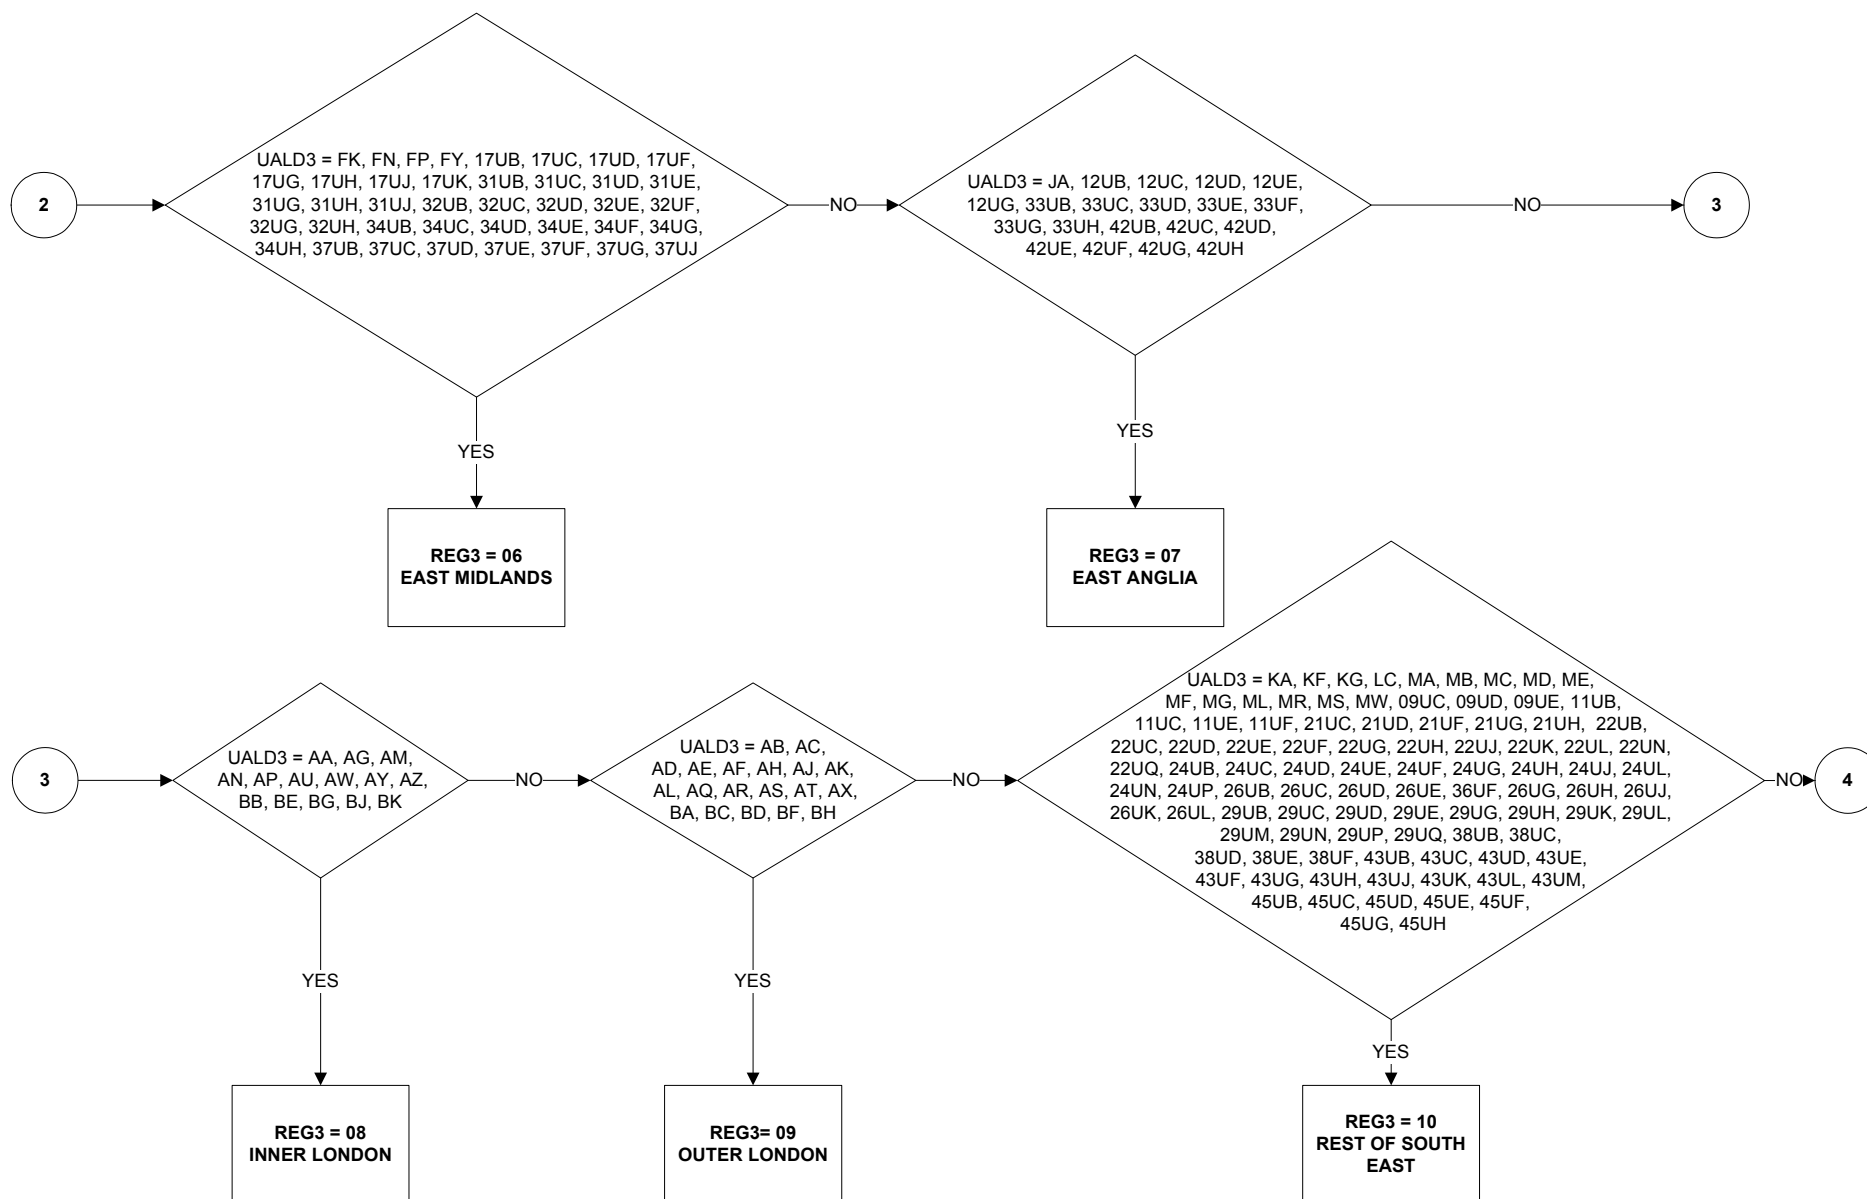 2
UALD3 = FK, FN, FP, FY, 17UB, 17UC, 17UD, 17UF,
17UG, 17UH, 17UJ, 17UK, 31UB, 31UC, 31UD, 31UE,
31UG, 31UH, 31UJ, 32UB, 32UC, 32UD, 32UE, 32UF,
32UG, 32UH, 34UB, 34UC, 34UD, 34UE, 34UF, 34UG,
34UH, 37UB, 37UC, 37UD, 37UE, 37UF, 37UG, 37UJ
NO
UALD3 = JA, 12UB, 12UC, 12UD, 12UE,
12UG, 33UB, 33UC, 33UD, 33UE, 33UF,
33UG, 33UH, 42UB, 42UC, 42UD,
42UE, 42UF, 42UG, 42UH
NO
3
YES
YES
REG3 = 06
EAST MIDLANDS
REG3 = 07
EAST ANGLIA
3
UALD3 = AA, AG, AM,
AN, AP, AU, AW, AY, AZ,
BB, BE, BG, BJ, BK
NO
UALD3 = AB, AC,
AD, AE, AF, AH, AJ, AK,
AL, AQ, AR, AS, AT, AX,
BA, BC, BD, BF, BH
NO
UALD3 = KA, KF, KG, LC, MA, MB, MC, MD, ME,
MF, MG, ML, MR, MS, MW, 09UC, 09UD, 09UE, 11UB,
11UC, 11UE, 11UF, 21UC, 21UD, 21UF, 21UG, 21UH, 22UB,
22UC, 22UD, 22UE, 22UF, 22UG, 22UH, 22UJ, 22UK, 22UL, 22UN,
22UQ, 24UB, 24UC, 24UD, 24UE, 24UF, 24UG, 24UH, 24UJ, 24UL,
24UN, 24UP, 26UB, 26UC, 26UD, 26UE, 36UF, 26UG, 26UH, 26UJ,
26UK, 26UL, 29UB, 29UC, 29UD, 29UE, 29UG, 29UH, 29UK, 29UL,
29UM, 29UN, 29UP, 29UQ, 38UB, 38UC,
38UD, 38UE, 38UF, 43UB, 43UC, 43UD, 43UE,
43UF, 43UG, 43UH, 43UJ, 43UK, 43UL, 43UM,
45UB, 45UC, 45UD, 45UE, 45UF,
45UG, 45UH
NO
4
YES
YES
YES
REG3 = 08
INNER LONDON
REG3= 09
OUTER LONDON
REG3 = 10
REST OF SOUTH
EAST